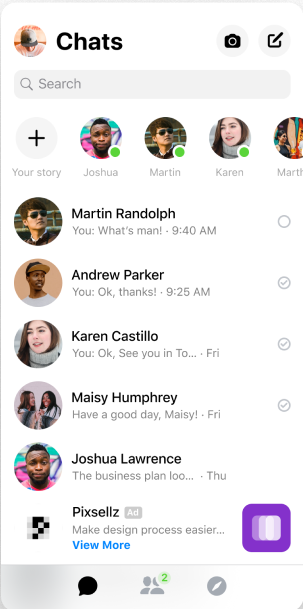 Chats
Search
Your story
Joshua
Martin
Karen
Marth
Martin Randolph
You: What's man! · 9:40 AM
Andrew Parker
You: Ok, thanks! · 9:25 AM
Karen Castillo
You: Ok, See you in To... · Fri
Maisy Humphrey
Have a good day, Maisy! · Fri
Joshua Lawrence
The business plan loo... · Thu
Pixsellz Ad
Make design process easier...
View More
2